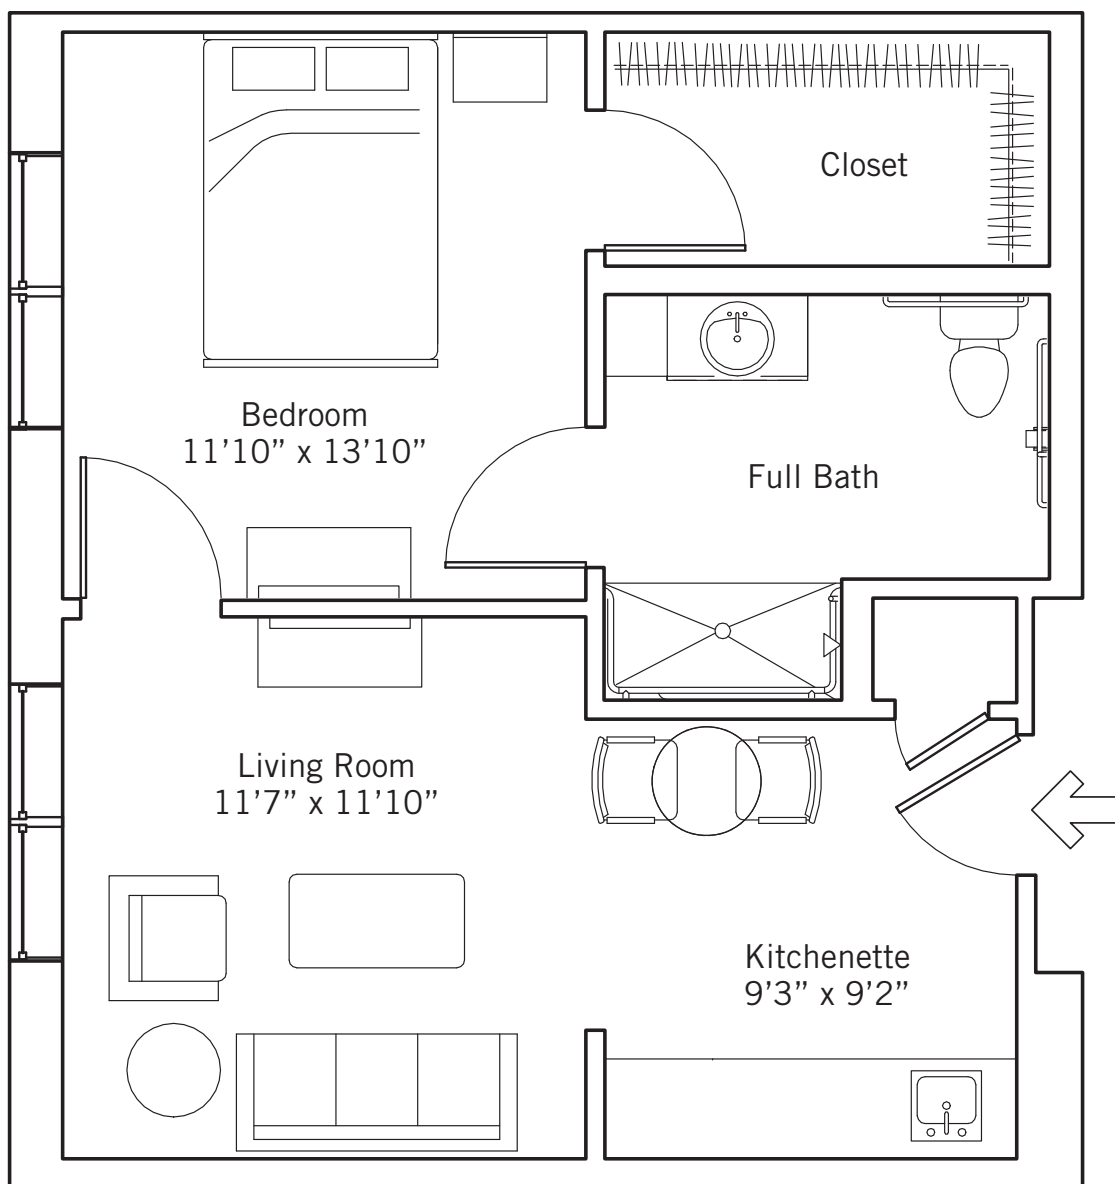 Closet
Bedroom
11’10” x 13’10”
Full Bath
Living Room
11’7” x 11’10”
Kitchenette
9’3” x 9’2”